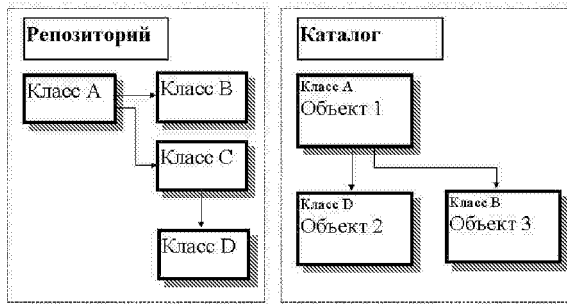 Репозиторий
Класс A
Класс B
Класс C
Класс D
Каталог
Класс A
Объект 1
Класс D
Объект 2
Класс B
Объект 3